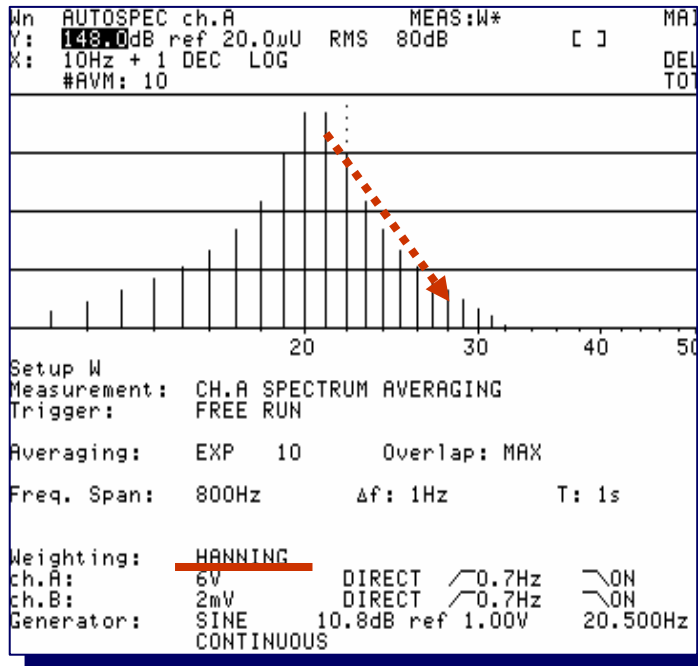 Wn AUTOSPEC ch.A MEAS:W* MAI
Y: 148.0dB ref 20.0µU RMS 80dB [ ]
X: 10Hz + 1 DEC LOG DEL
#AVM: 10 TOT
20 30 40 50
Setup W
Measurement: CH.A SPECTRUM AVERAGING
Trigger: FREE RUN
Averaging: EXP 10 Overlap: MAX
Freq. Span: 800Hz Δf: 1Hz T: 1s
Weighting: HANNING
ch.A: 6V DIRECT 0.7Hz ON
ch.B: 2mV DIRECT 0.7Hz ON
Generator: SINE 10.8dB ref 1.00V 20.500Hz
CONTINUOUS